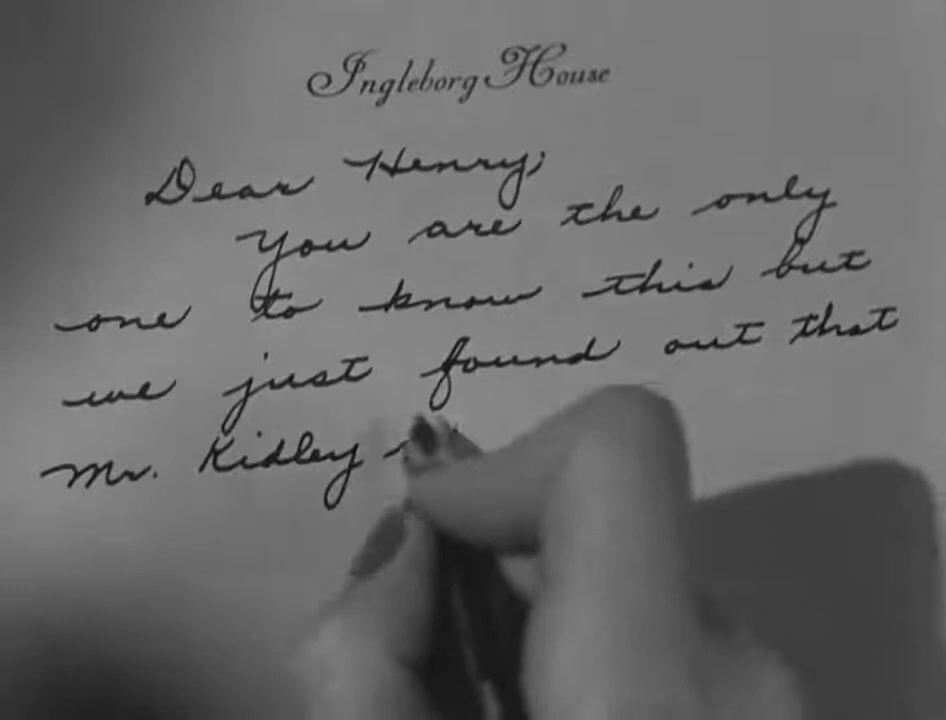 Ingleborg House
Dear Henry;
You are the only
one to know this but
we just found out that
Mr. Kidley